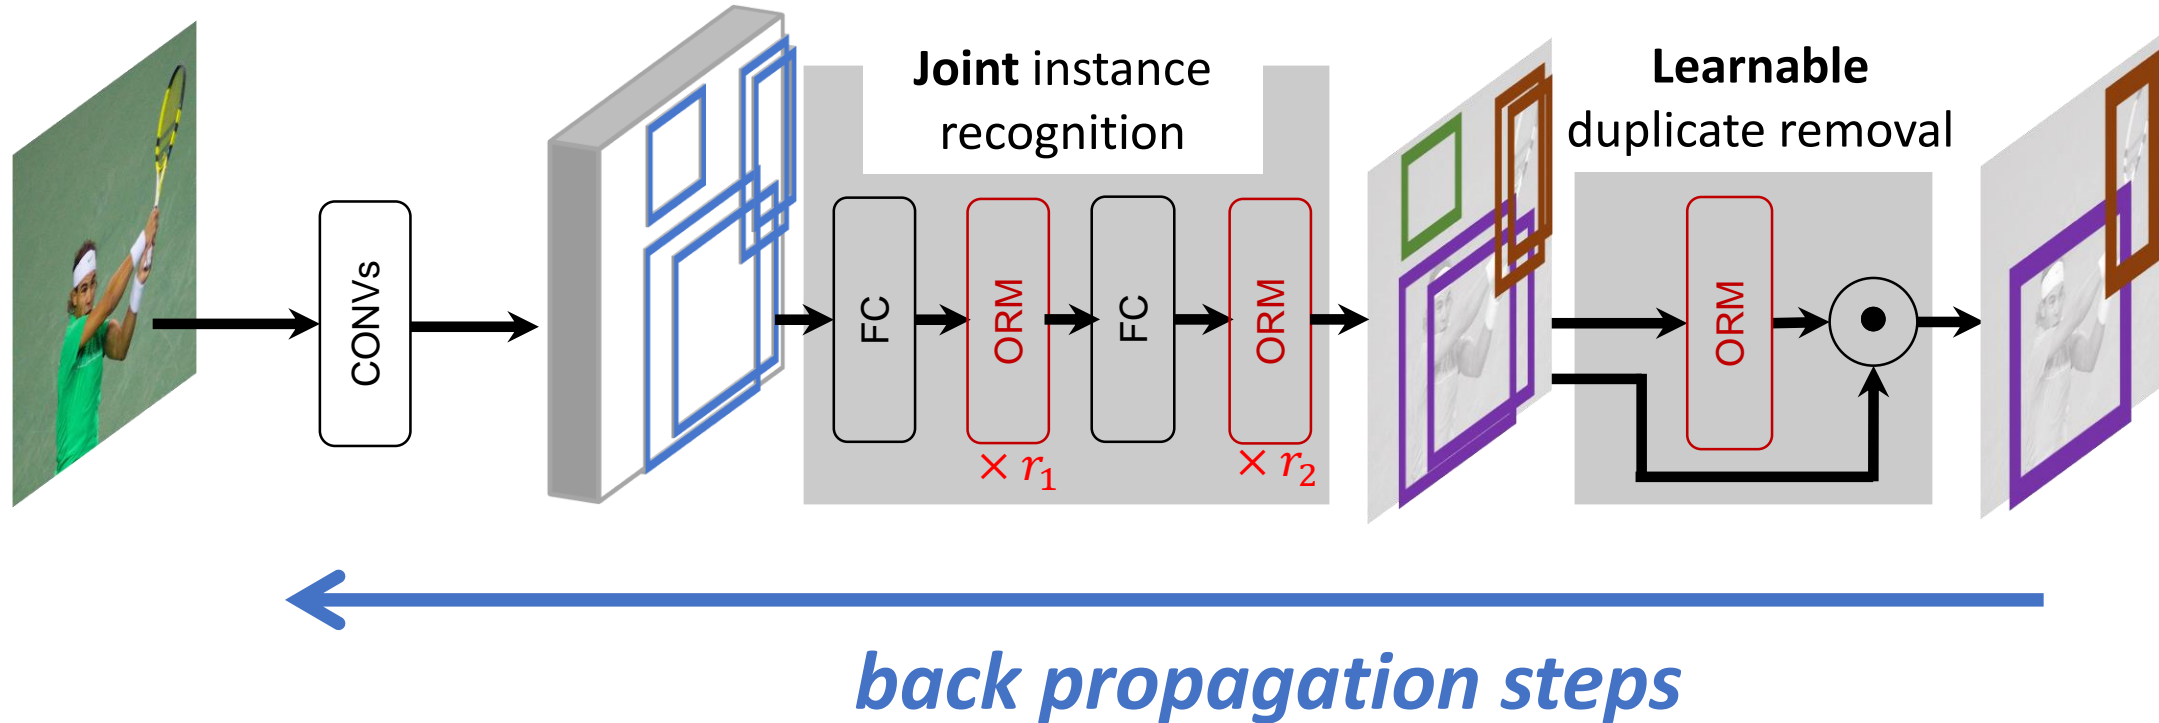 Joint instance
recognition
Learnable
duplicate removal
CONVs
FC
ORM
FC
ORM
ORM
× r₁
× r₂
back propagation steps